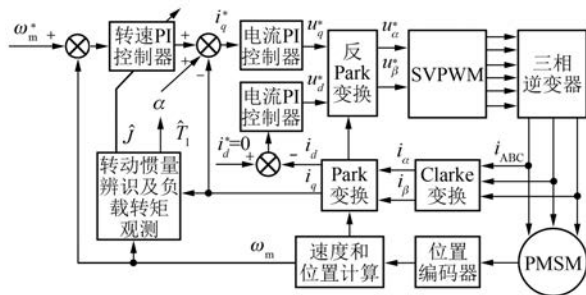 ω*m
转速PI
控制器
i*q
电流PI
控制器
u*q
反
Park
变换
u*α
u*β
SVPWM
三相
逆变器
+
+
+
−
α
电流PI
控制器
u*d
Ĵ
T̂l
i*d=0
+
−
id
iq
转动惯量
辨识及负
载转矩
观测
Park
变换
iα
iβ
Clarke
变换
iABC
ωm
速度和
位置计算
位置
编码器
PMSM